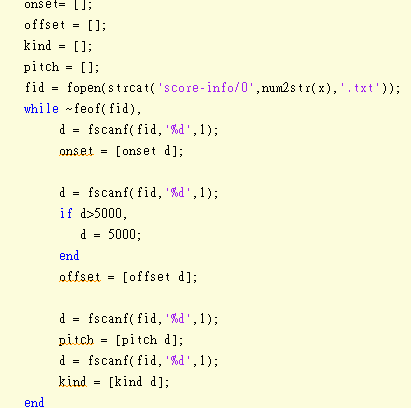 onset= [];
offset = [];
kind = [];
pitch = [];
fid = fopen(strcat('score-info/0',num2str(x),'.txt'));
while ~feof(fid),
d = fscanf(fid,'%d',1);
onset = [onset d];
d = fscanf(fid,'%d',1);
if d>5000,
d = 5000;
end
offset = [offset d];
d = fscanf(fid,'%d',1);
pitch = [pitch d];
d = fscanf(fid,'%d',1);
kind = [kind d];
end